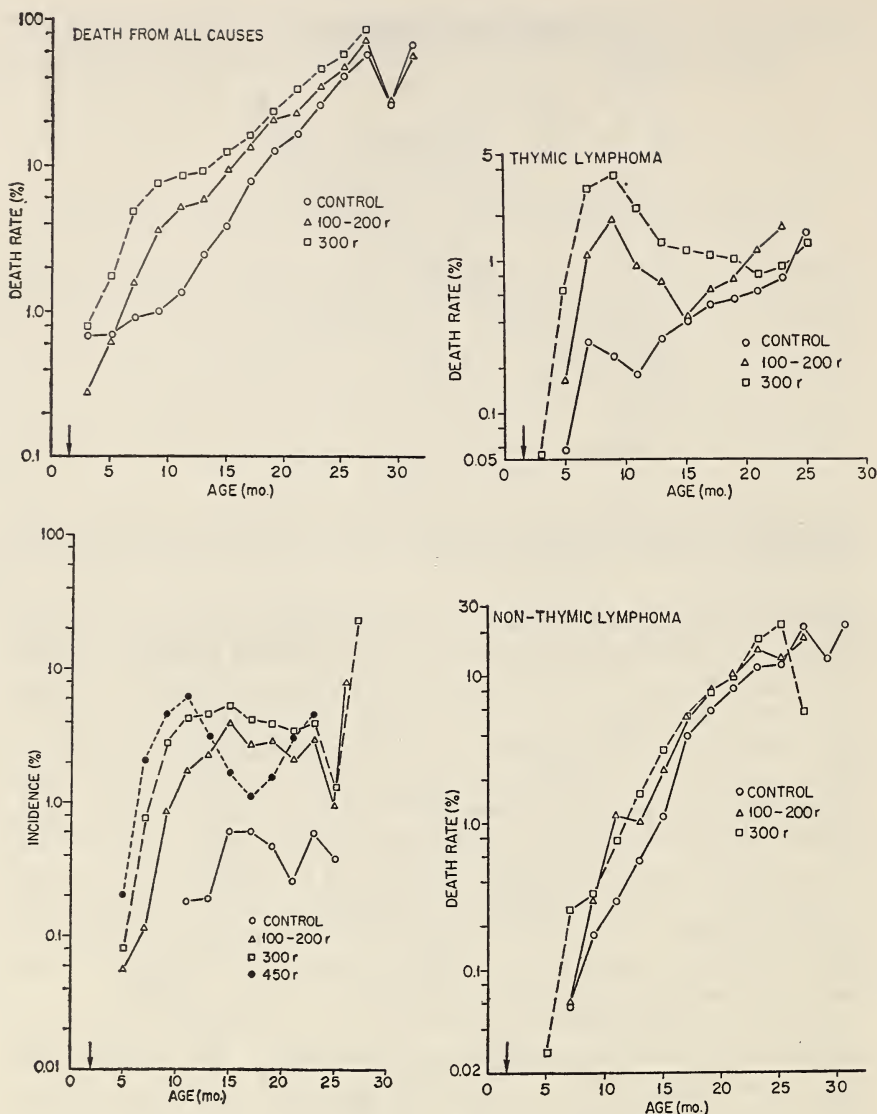 DEATH FROM ALL CAUSES
100
10
1.0
0.1
DEATH RATE (%)
○ CONTROL
△ 100-200 r
□ 300 r
0 5 10 15 20 25 30
AGE (mo.)
THYMIC LYMPHOMA
5
1
0.1
0.05
DEATH RATE (%)
○ CONTROL
△ 100-200 r
□ 300 r
0 5 10 15 20 25 30
AGE (mo.)
100
10
1.0
0.1
0.01
INCIDENCE (%)
○ CONTROL
△ 100-200 r
□ 300 r
● 450 r
0 5 10 15 20 25 30
AGE (mo.)
NON-THYMIC LYMPHOMA
30
10
1.0
0.1
0.02
DEATH RATE (%)
○ CONTROL
△ 100-200 r
□ 300 r
0 5 10 15 20 25 30
AGE (mo.)